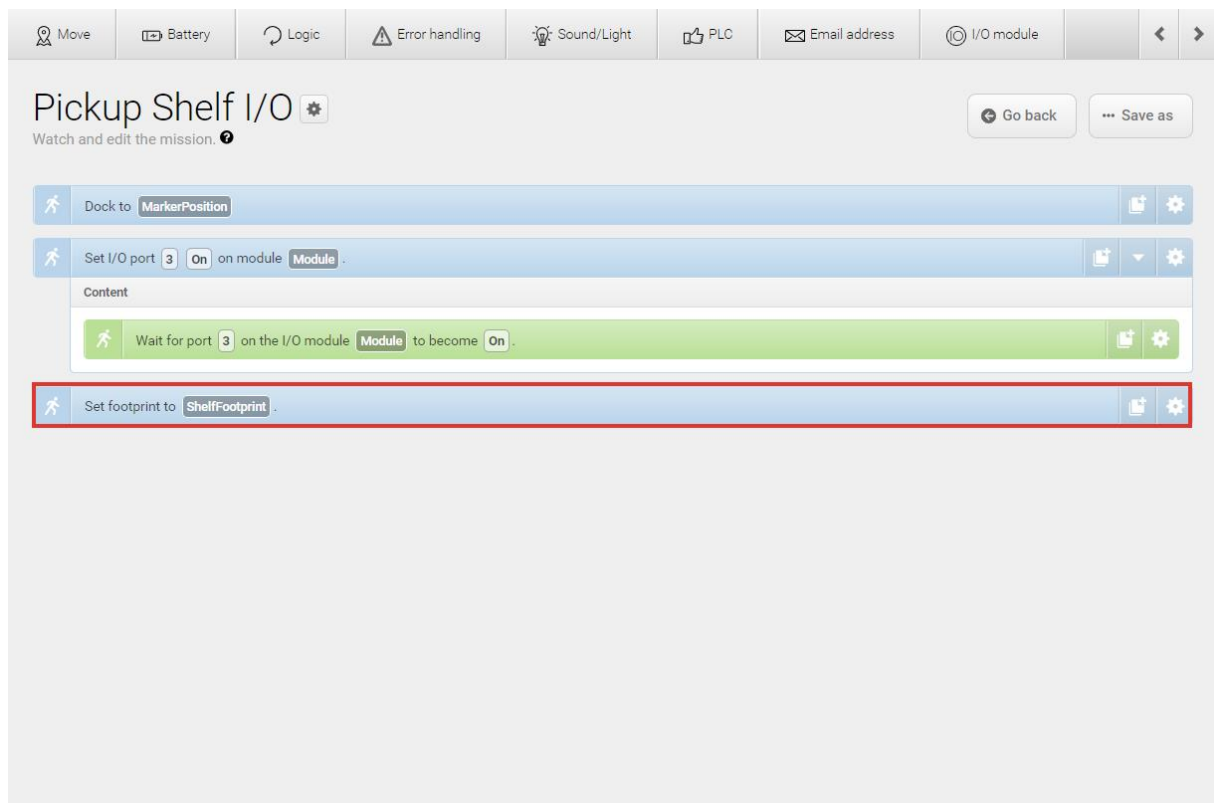 Move Battery Logic Error handling Sound/Light PLC Email address I/O module
Pickup Shelf I/O
Go back ··· Save as
Watch and edit the mission. ?
Dock to MarkerPosition
Set I/O port 3 On on module Module .
Content
Wait for port 3 on the I/O module Module to become On .
Set footprint to ShelfFootprint .